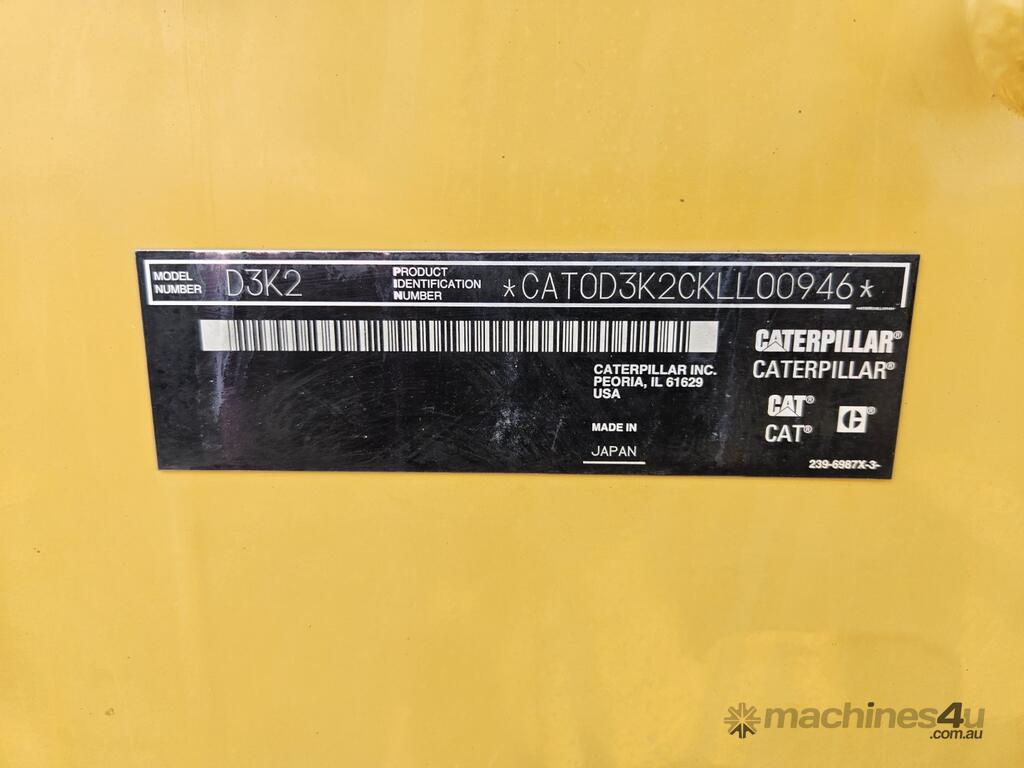 MODEL NUMBER D3K2 PRODUCT IDENTIFICATION NUMBER *CAT0D3K2CKLL00946*
CATERPILLAR®
CATERPILLAR INC.
PEORIA, IL 61629
USA
CATERPILLAR®
CAT®
CAT®
C®
MADE IN
JAPAN
239-6987X-3-
machines4u
.com.au